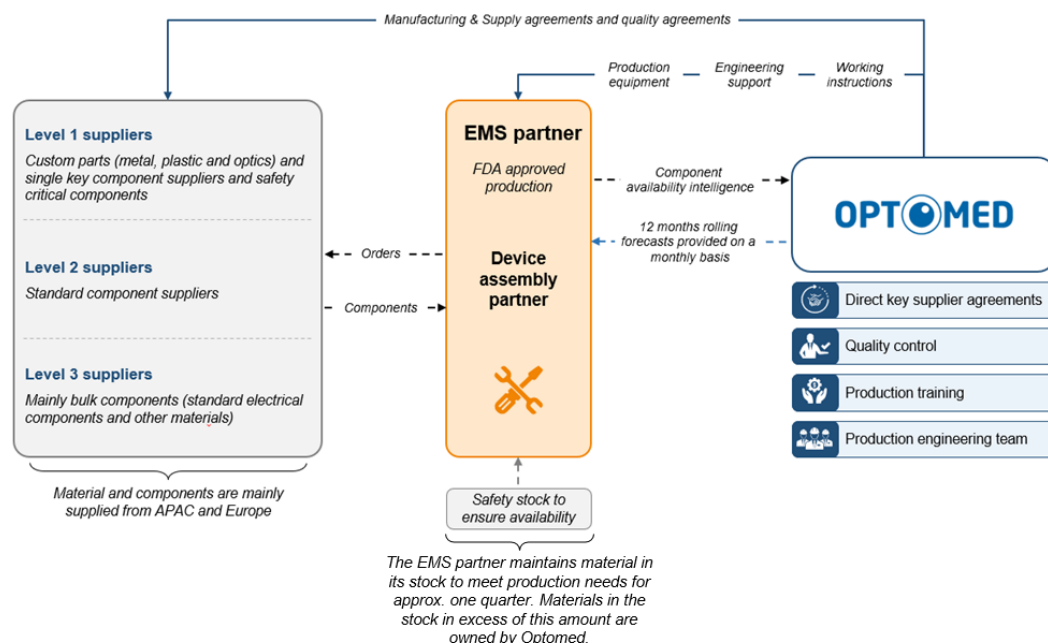 Manufacturing & Supply agreements and quality agreements
Production
equipment
Engineering
support
Working
instructions
Level 1 suppliers
Custom parts (metal, plastic and optics) and
single key component suppliers and safety
critical components
Level 2 suppliers
Standard component suppliers
Level 3 suppliers
Mainly bulk components (standard electrical
components and other materials)
Material and components are mainly
supplied from APAC and Europe
Orders
Components
EMS partner
FDA approved
production
Device
assembly
partner
Safety stock to
ensure availability
The EMS partner maintains material in
its stock to meet production needs for
approx. one quarter. Materials in the
stock in excess of this amount are
owned by Optomed.
Component
availability intelligence
12 months rolling
forecasts provided on a
monthly basis
OPTOMED
Direct key supplier agreements
Quality control
Production training
Production engineering team